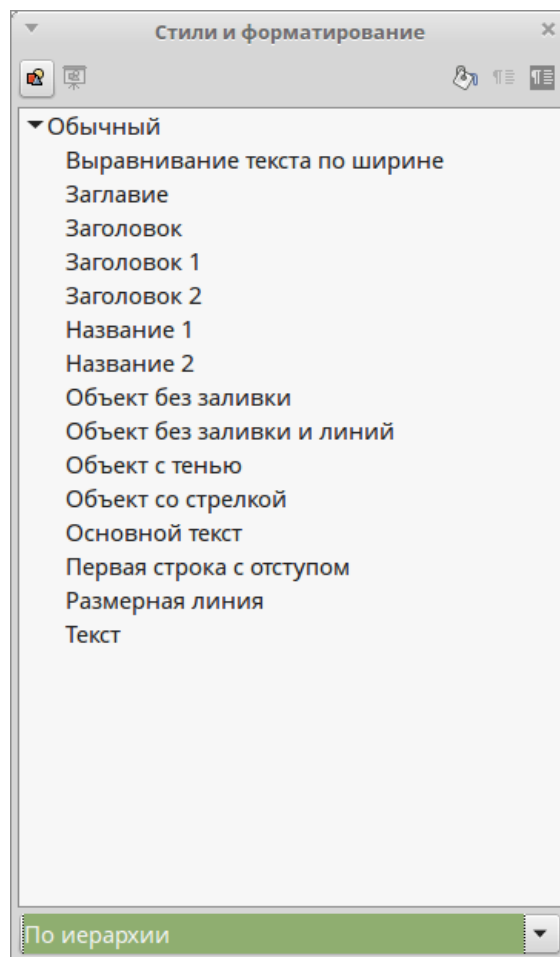 Стили и форматирование
Обычный
Выравнивание текста по ширине
Заглавие
Заголовок
Заголовок 1
Заголовок 2
Название 1
Название 2
Объект без заливки
Объект без заливки и линий
Объект с тенью
Объект со стрелкой
Основной текст
Первая строка с отступом
Размерная линия
Текст
По иерархии